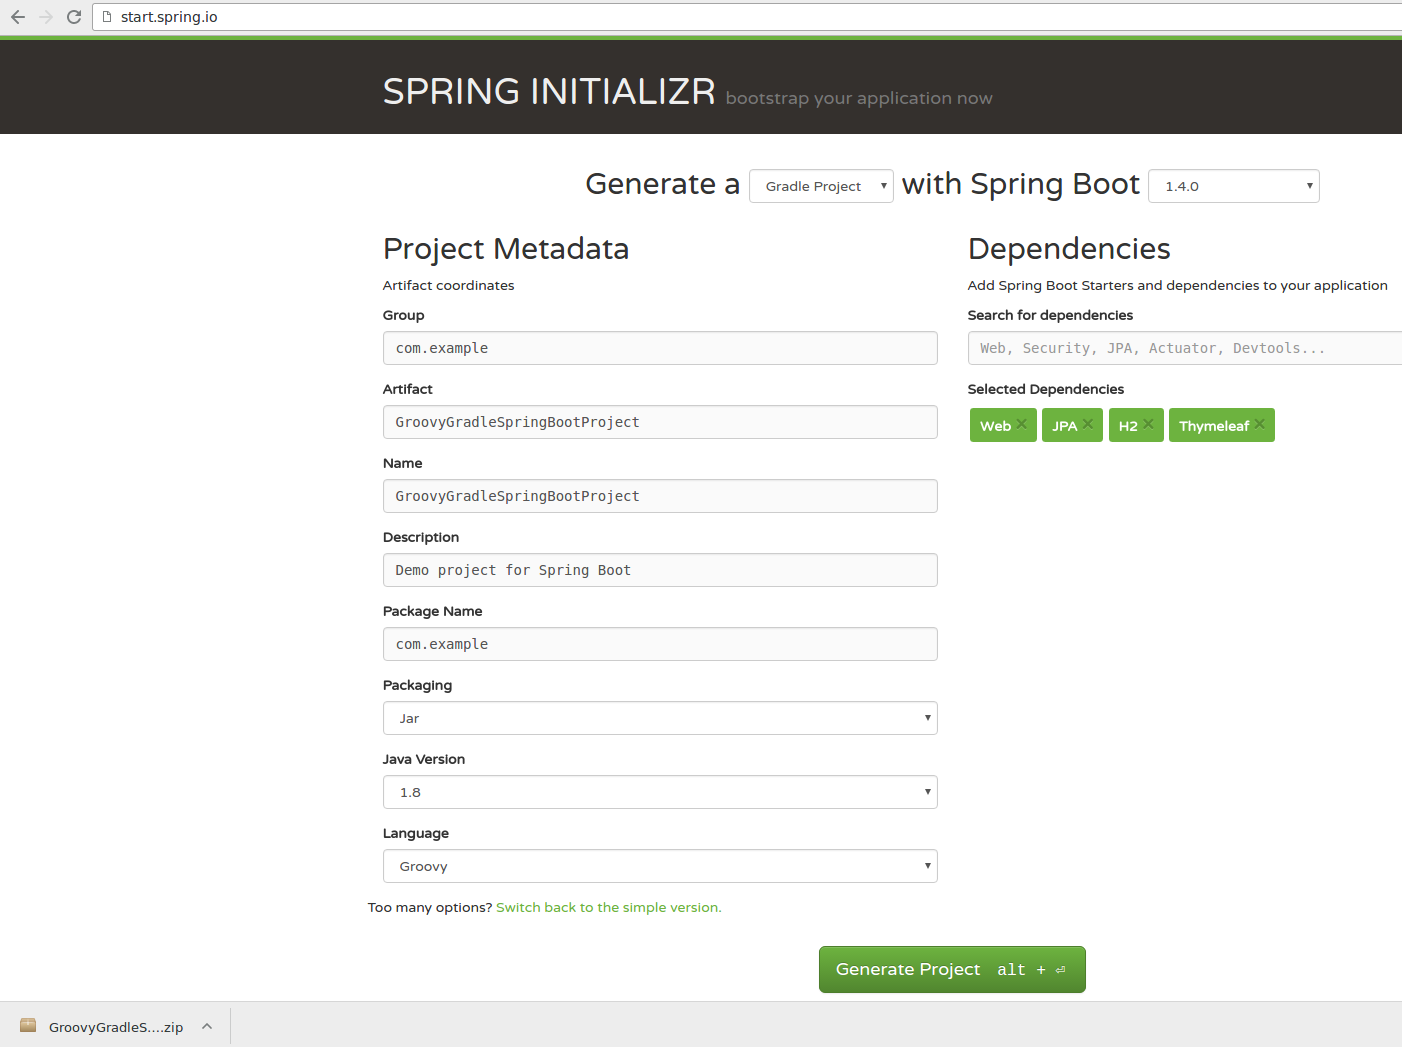 start.spring.io
SPRING INITIALIZR bootstrap your application now
Generate a Gradle Project with Spring Boot 1.4.0
Project Metadata
Artifact coordinates
Group
com.example
Artifact
GroovyGradleSpringBootProject
Name
GroovyGradleSpringBootProject
Description
Demo project for Spring Boot
Package Name
com.example
Packaging
Jar
Java Version
1.8
Language
Groovy
Too many options? Switch back to the simple version.
Dependencies
Add Spring Boot Starters and dependencies to your application
Search for dependencies
Web, Security, JPA, Actuator, Devtools...
Selected Dependencies
Web JPA H2 Thymeleaf
Generate Project alt + ⏎
GroovyGradleS....zip